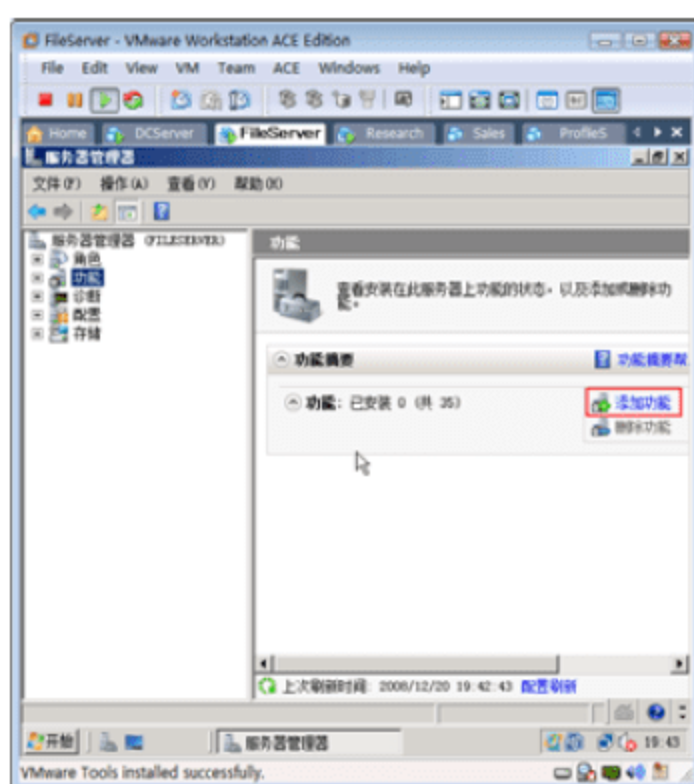 FileServer - VMware Workstation ACE Edition
File Edit View VM Team ACE Windows Help
Home DCServer FileServer Research Sales ProfileS
服务器管理器
文件(F) 操作(A) 查看(V) 帮助(H)
服务器管理器 (FILESERVER)
角色
功能
诊断
配置
存储
功能
查看安装在此服务器上功能的状态，以及添加或删除功
能。
功能摘要
功能摘要帮
功能: 已安装 0 (共 35)
添加功能
删除功能
上次刷新时间: 2008/12/20 19:42:43 配置刷新
开始
服务器管理器
19:43
VMware Tools installed successfully.